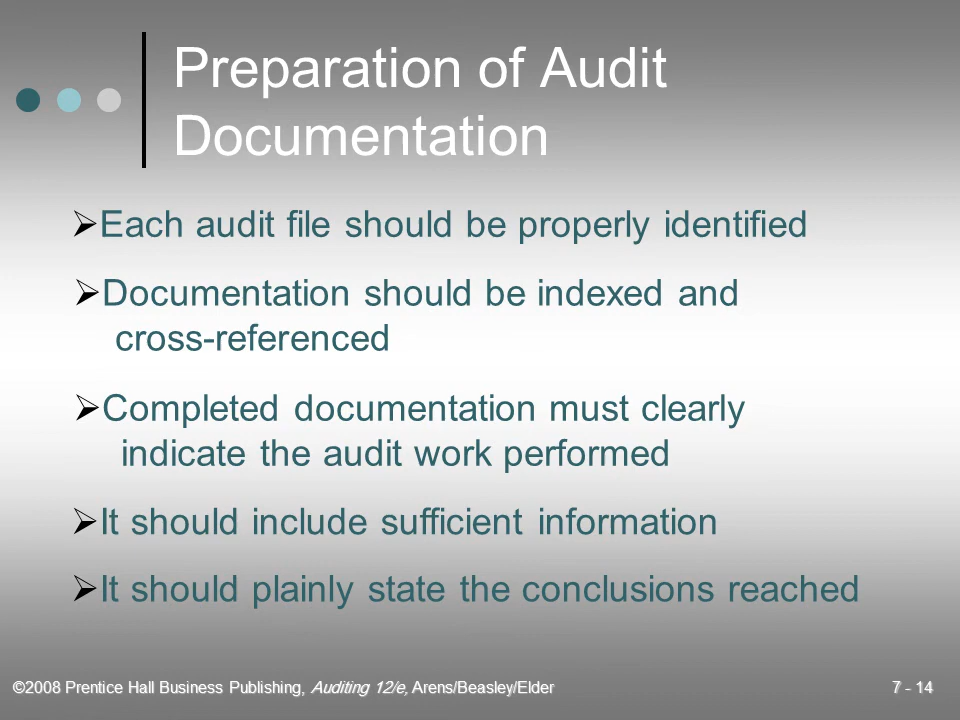 Preparation of Audit
Documentation
➢Each audit file should be properly identified
➢Documentation should be indexed and
cross-referenced
➢Completed documentation must clearly
indicate the audit work performed
➢It should include sufficient information
➢It should plainly state the conclusions reached
©2008 Prentice Hall Business Publishing, Auditing 12/e, Arens/Beasley/Elder 7 - 14